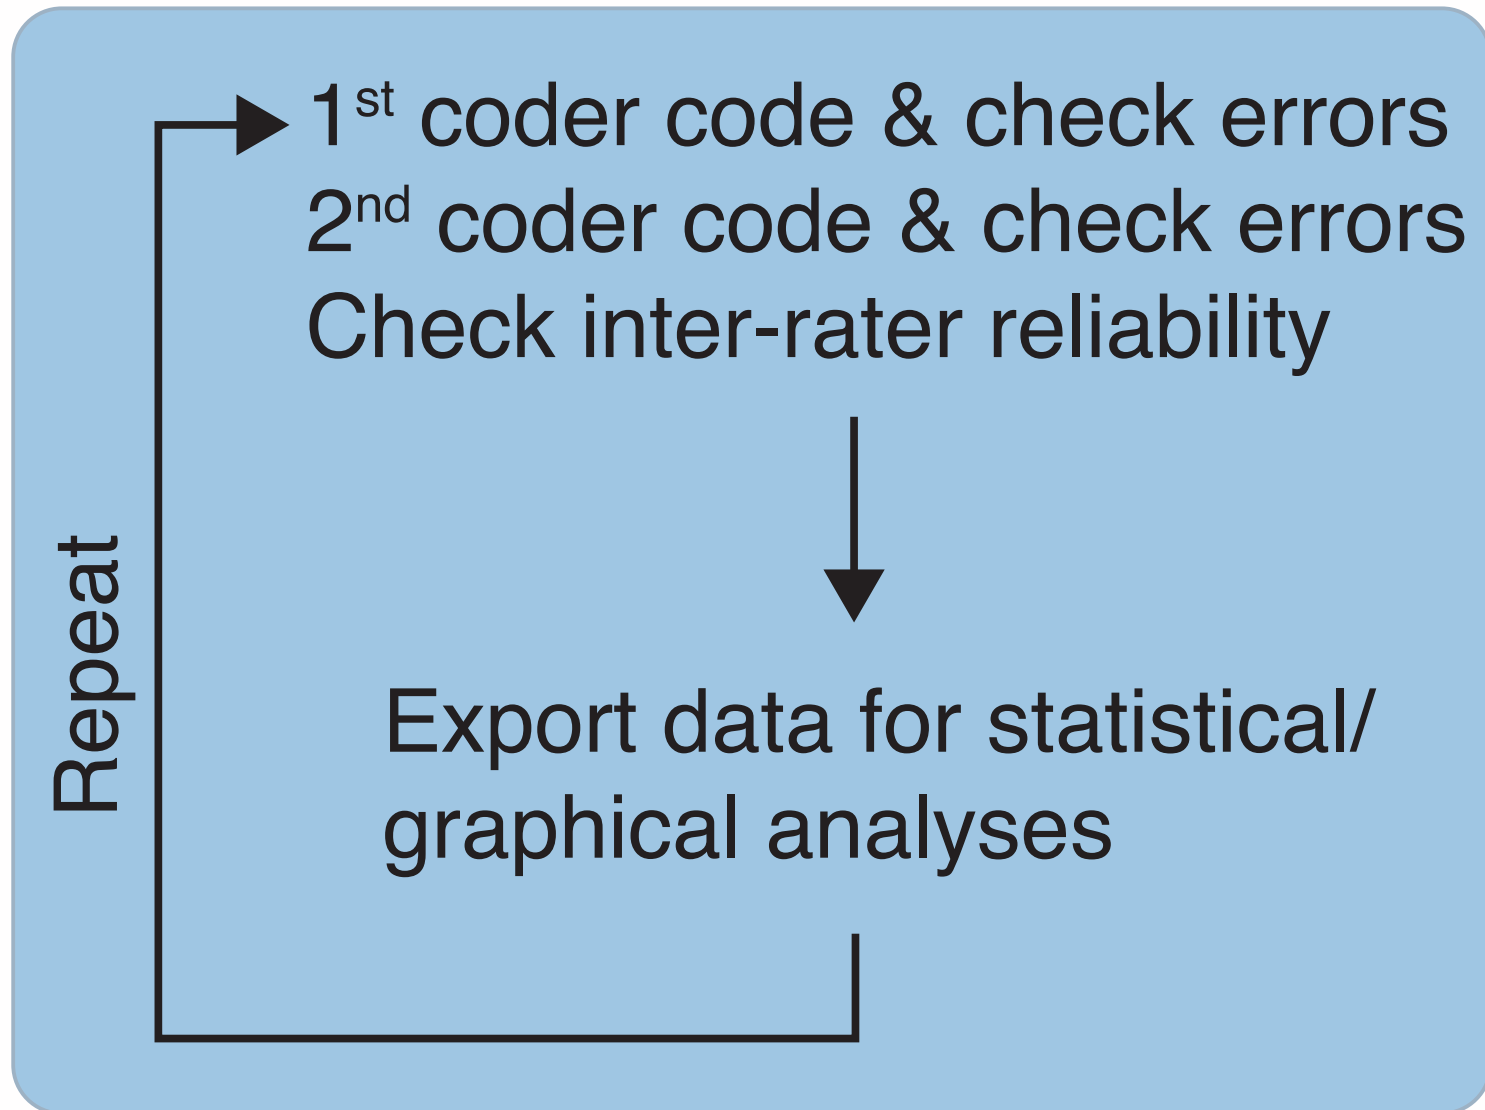 1st coder code & check errors
2nd coder code & check errors
Check inter-rater reliability
Repeat
Export data for statistical/
graphical analyses